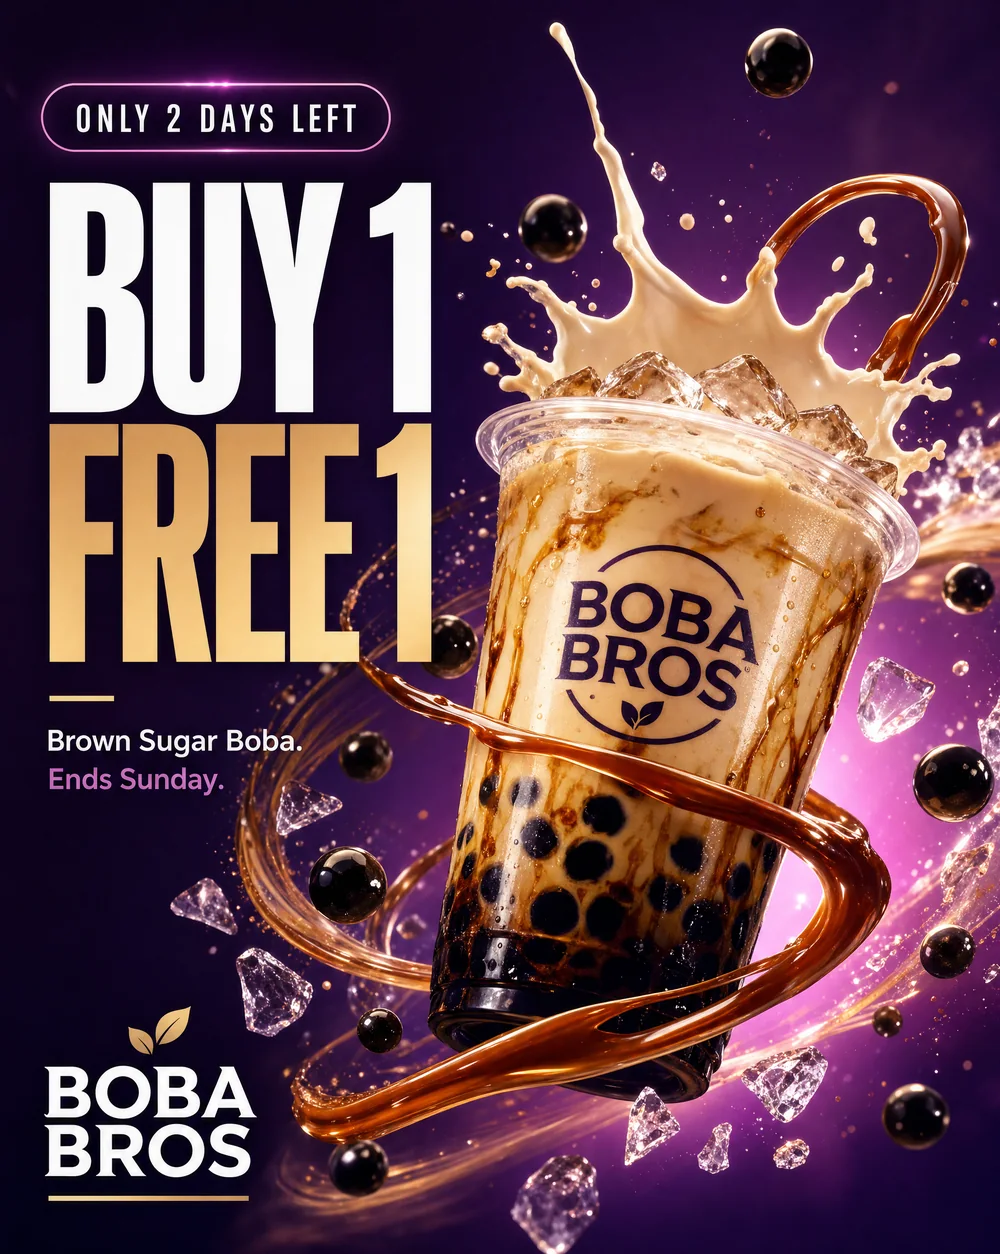 ONLY 2 DAYS LEFT
BUY 1
FREE 1
Brown Sugar Boba.
Ends Sunday.
BOBA
BROS
BOBA
BROS